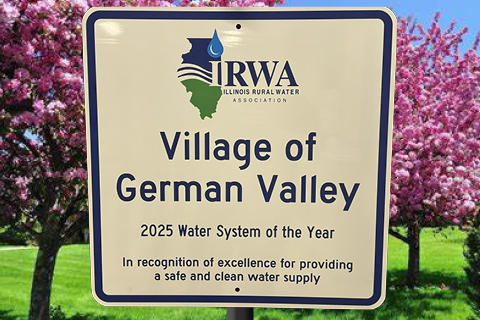 IRWA
ILLINOIS RURAL WATER
ASSOCIATION
Village of
German Valley
2025 Water System of the Year
In recognition of excellence for providing
a safe and clean water supply